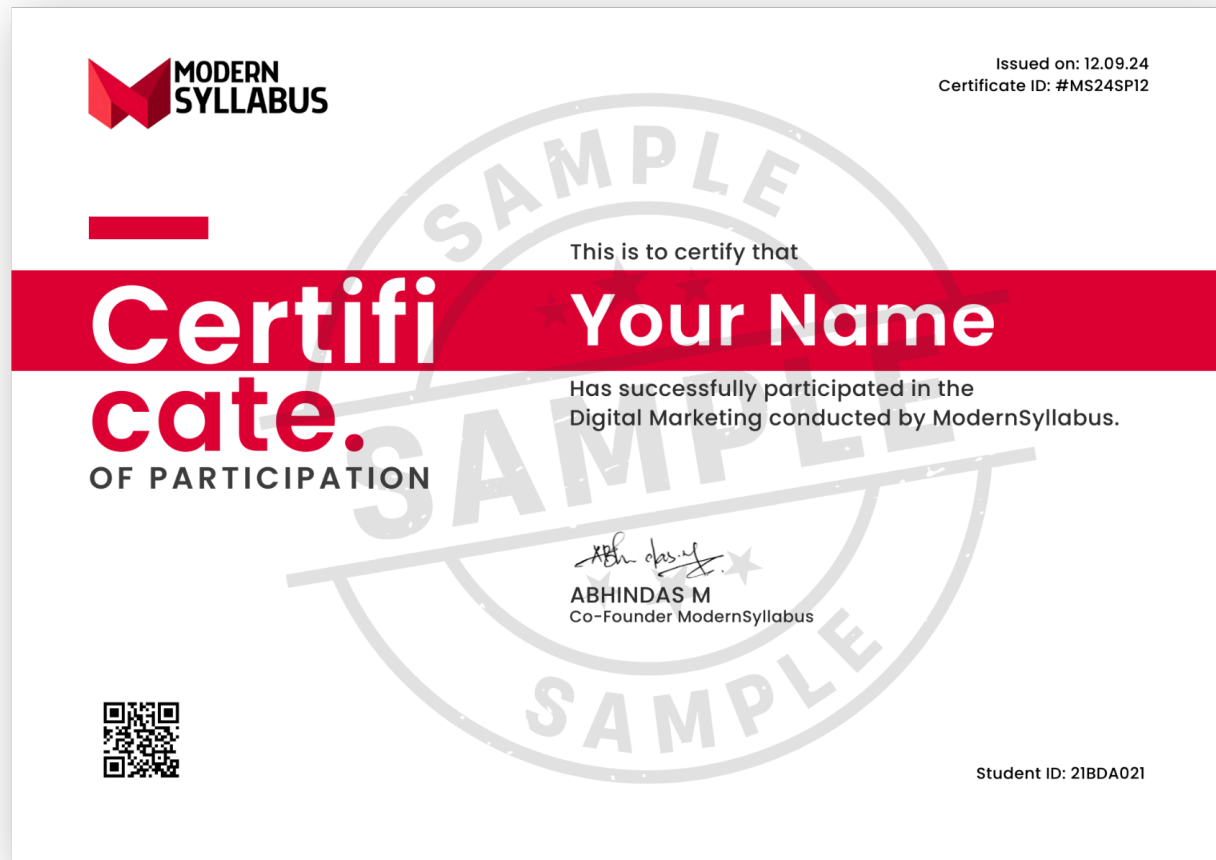 MODERN
SYLLABUS
Issued on: 12.09.24
Certificate ID: #MS24SP12
SAMPLE
This is to certify that
Certifi
cate.
OF PARTICIPATION
Your Name
Has successfully participated in the
Digital Marketing conducted by ModernSyllabus.
SAMPLE
Abhindas.M
ABHINDAS M
Co-Founder ModernSyllabus
SAMPLE
Student ID: 21BDA021